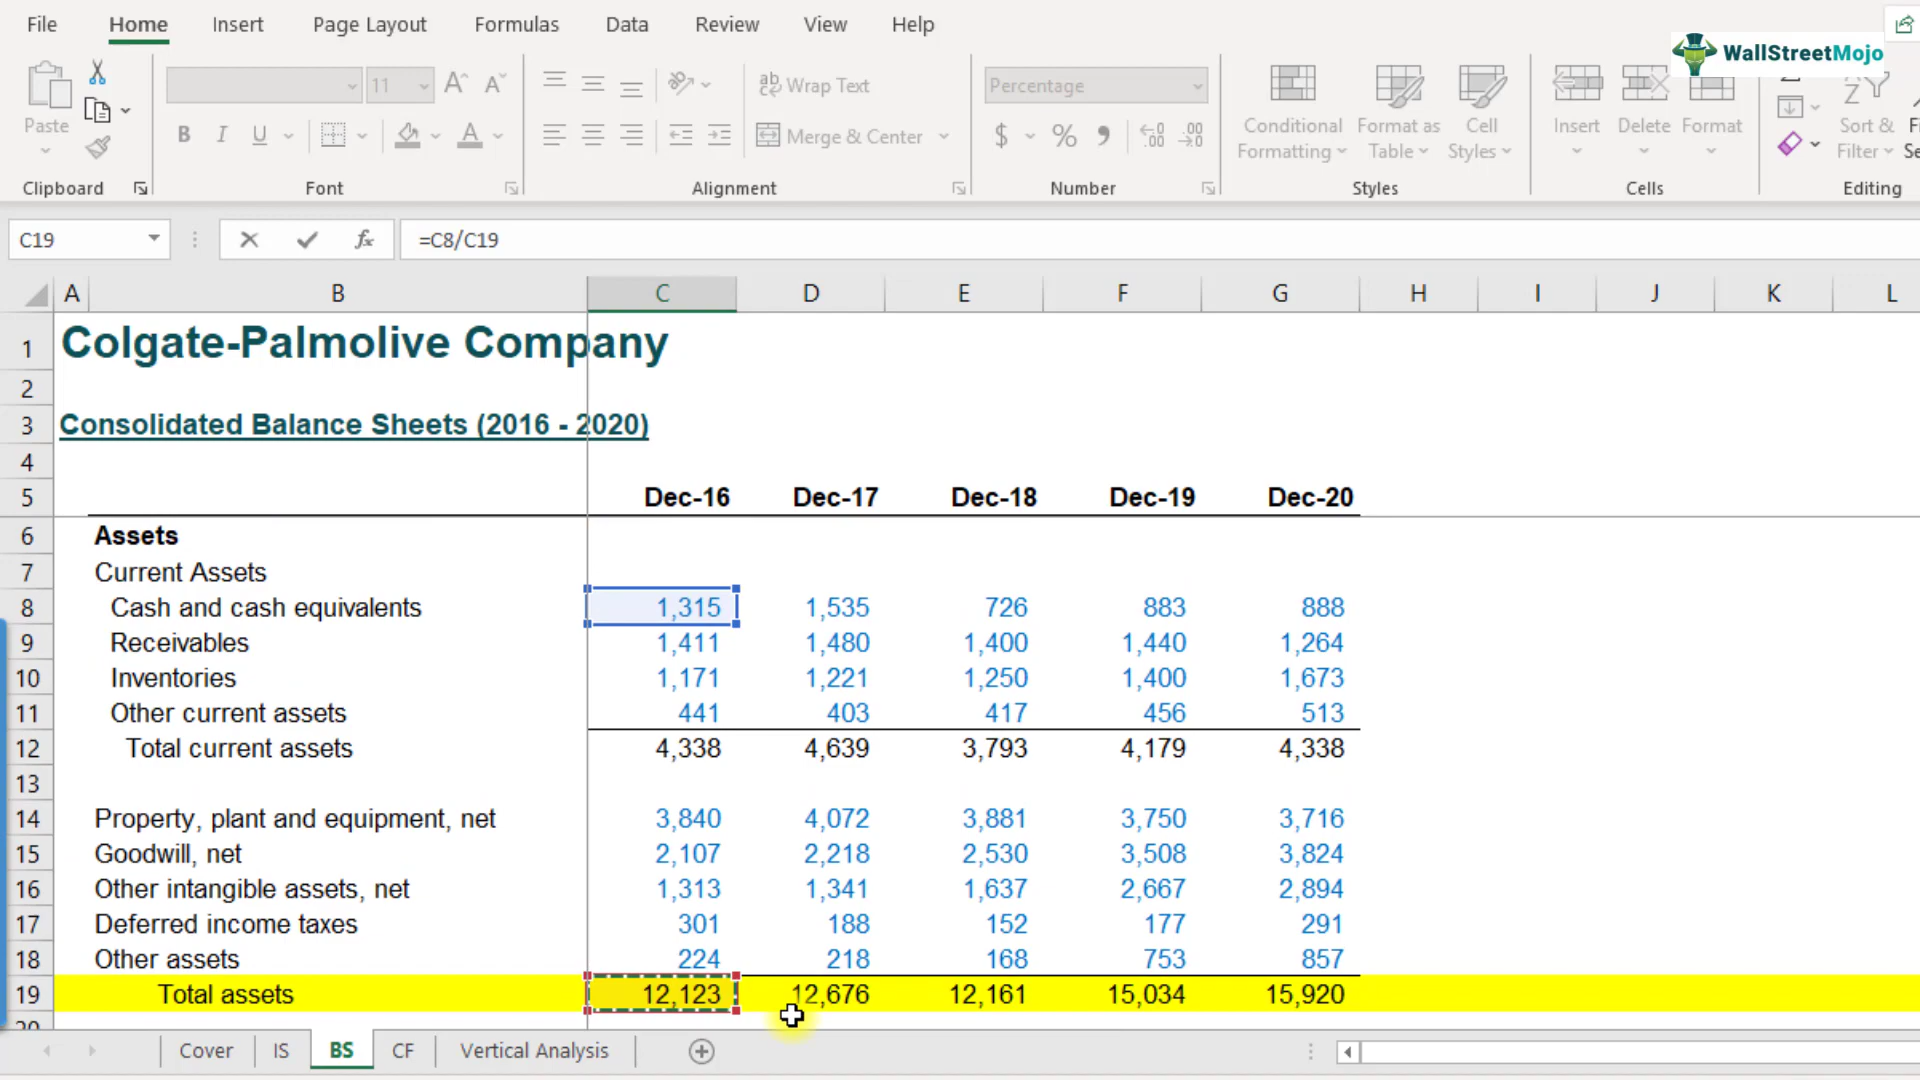 File Home Insert Page Layout Formulas Data Review View Help
WallStreetMojo
11 ab Wrap Text Percentage
Paste
B I U A Merge & Center $ % Conditional Formatting Format as Table Cell Styles Insert Delete Format Sort & Filter
Clipboard Font Alignment Number Styles Cells Editing
C19 fx =C8/C19
A B C D E F G H I J K L
1 Colgate-Palmolive Company
2
3 Consolidated Balance Sheets (2016 - 2020)
4
5 Dec-16 Dec-17 Dec-18 Dec-19 Dec-20
6 Assets
7 Current Assets
8 Cash and cash equivalents 1,315 1,535 726 883 888
9 Receivables 1,411 1,480 1,400 1,440 1,264
10 Inventories 1,171 1,221 1,250 1,400 1,673
11 Other current assets 441 403 417 456 513
12 Total current assets 4,338 4,639 3,793 4,179 4,338
13
14 Property, plant and equipment, net 3,840 4,072 3,881 3,750 3,716
15 Goodwill, net 2,107 2,218 2,530 3,508 3,824
16 Other intangible assets, net 1,313 1,341 1,637 2,667 2,894
17 Deferred income taxes 301 188 152 177 291
18 Other assets 224 218 168 753 857
19 Total assets 12,123 12,676 12,161 15,034 15,920
Cover IS BS CF Vertical Analysis